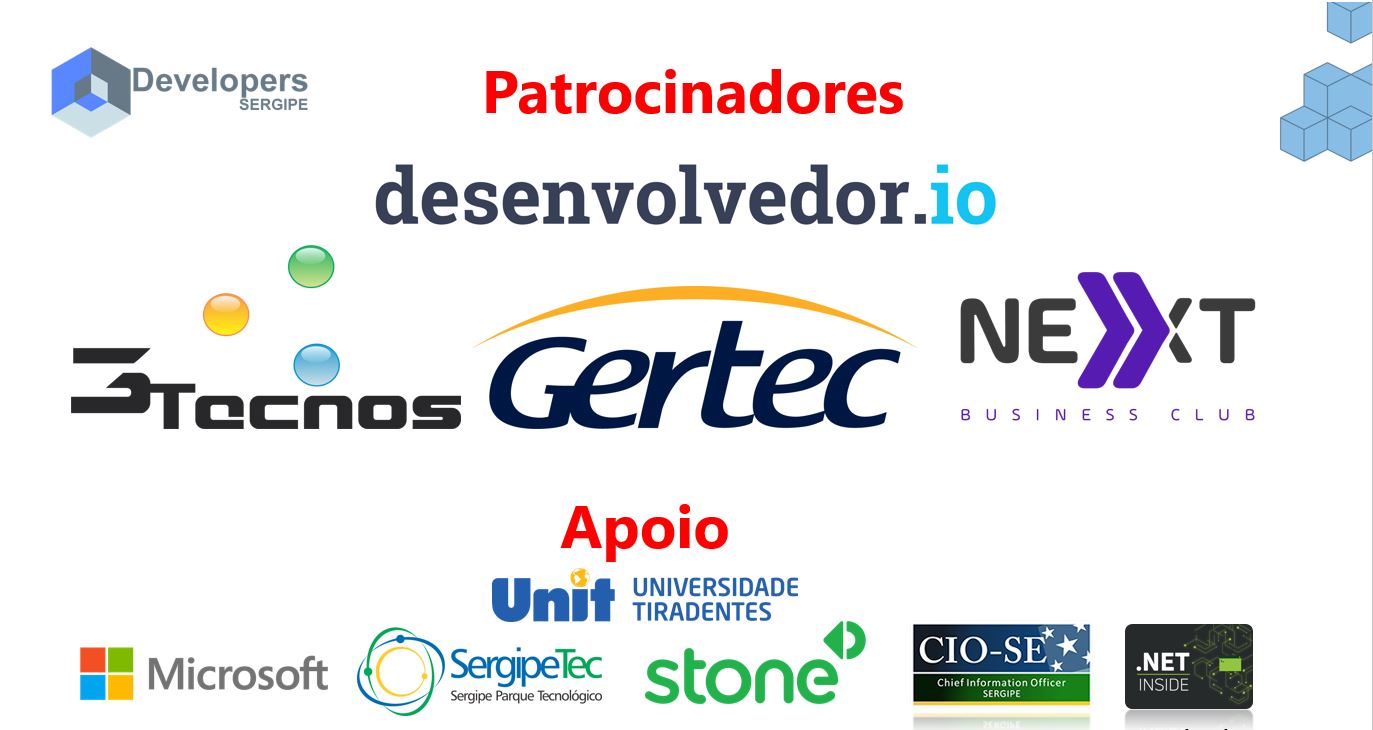 Developers
SERGIPE
Patrocinadores
desenvolvedor.io
3Tecnos
Gertec
NEXT
BUSINESS CLUB
Apoio
Unit UNIVERSIDADE
TIRADENTES
Microsoft
SergipeTec
Sergipe Parque Tecnológico
stone
CIO-SE
Chief Information Officer
SERGIPE
.NET
INSIDE